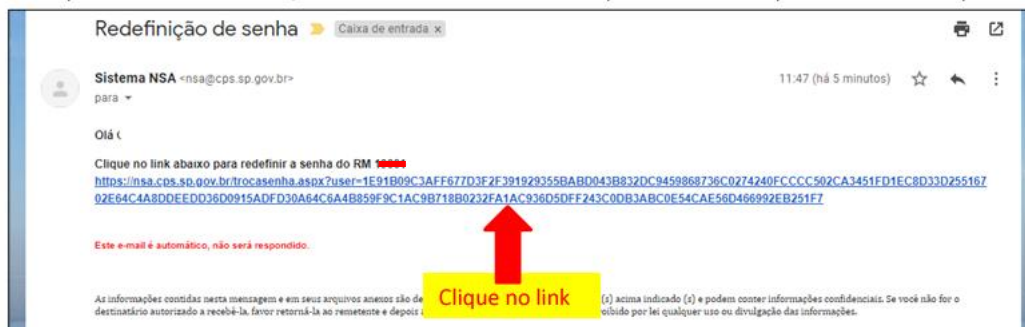 Redefinição de senha Caixa de entrada x
Sistema NSA <nsa@cps.sp.gov.br> 11:47 (há 5 minutos)
para
Olá
Clique no link abaixo para redefinir a senha do RM
https://nsa.cps.sp.gov.br/trocasenha.aspx?user=1E91B09C3AFF677D3F2F391929355BABD043B832DC9459868736C0274240FCCCC502CA3451FD1EC8D33D255167
02E64C4A8DDEEDD36D0915ADFD30A64C6A4B859F9C1AC9B718B0232FA1AC936D5DFF243C0DB3ABC0E54CAE56D466992EB251F7
Este e-mail é automático, não será respondido.
Clique no link
As informações contidas nesta mensagem e em seus arquivos anexos são de (s) acima indicado (s) e podem conter informações confidenciais. Se você não for o
destinatário autorizado a recebê-la, favor retorná-la ao remetente e depois roibido por lei qualquer uso ou divulgação das informações.